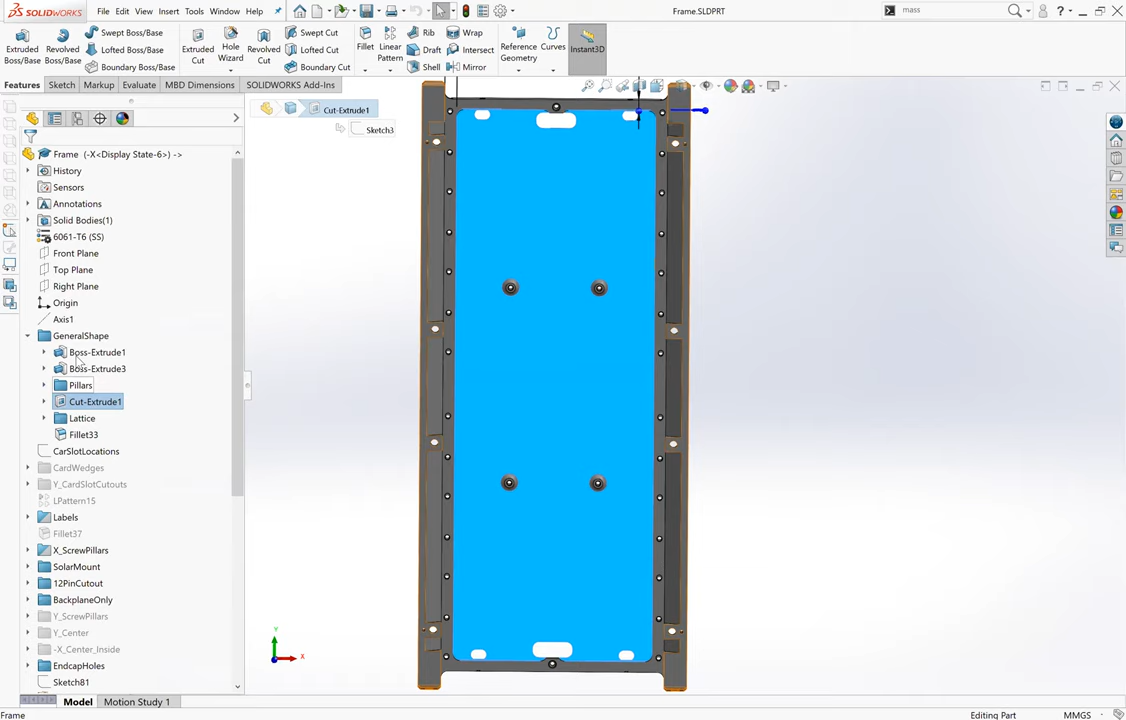 SOLIDWORKS File Edit View Insert Tools Window Help Frame.SLDPRT mass
Extruded Boss/Base
Revolved Boss/Base
Swept Boss/Base
Lofted Boss/Base
Boundary Boss/Base
Extruded Cut
Hole Wizard
Revolved Cut
Swept Cut
Lofted Cut
Boundary Cut
Fillet
Linear Pattern
Rib
Draft
Shell
Wrap
Intersect
Mirror
Reference Geometry
Curves
Instant3D
Features Sketch Markup Evaluate MBD Dimensions SOLIDWORKS Add-Ins
Cut-Extrude1
Sketch3
Frame (-X<Display State-6>) ->
History
Sensors
Annotations
Solid Bodies(1)
6061-T6 (SS)
Front Plane
Top Plane
Right Plane
Origin
Axis1
GeneralShape
Boss-Extrude1
Boss-Extrude3
Pillars
Cut-Extrude1
Lattice
Fillet33
CarSlotLocations
CardWedges
Y_CardSlotCutouts
LPattern15
Labels
Fillet37
X_ScrewPillars
SolarMount
12PinCutout
BackplaneOnly
Y_ScrewPillars
Y_Center
-X_Center_Inside
EndcapHoles
Sketch81
Y
X
Model Motion Study 1
Frame Editing Part MMGS